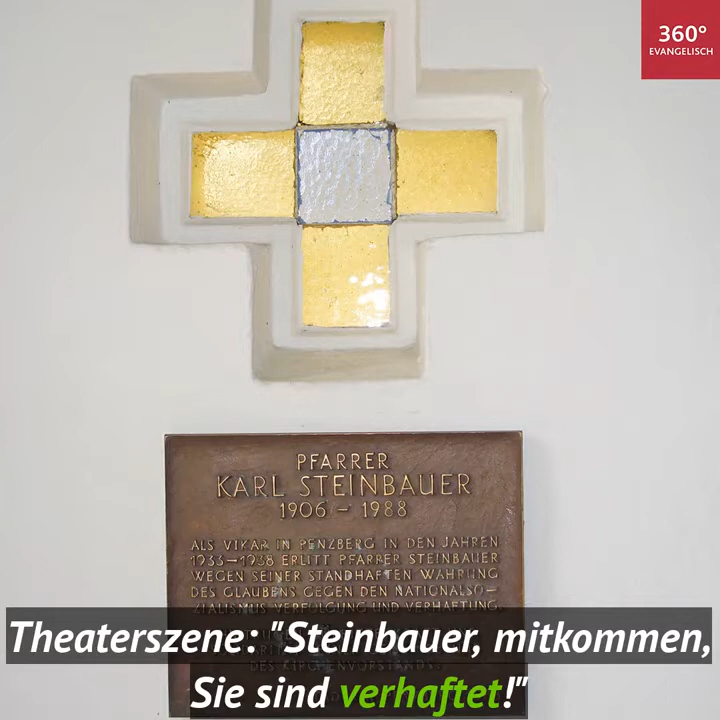 360°
EVANGELISCH
PFARRER
KARL STEINBAUER
1906 – 1988
ALS VIKAR IN PENZBERG IN DEN JAHREN
1933–1938 ERLITT PFARRER STEINBAUER
WEGEN SEINER STANDHAFTEN WAHRUNG
DES GLAUBENS GEGEN DEN NATIONALSO–
ZIALISMUS VERFOLGUNG UND VERHAFTUNG.
Theaterszene: "Steinbauer, mitkommen,
DES KIRCHENVORSTANDS
Sie sind verhaftet!"